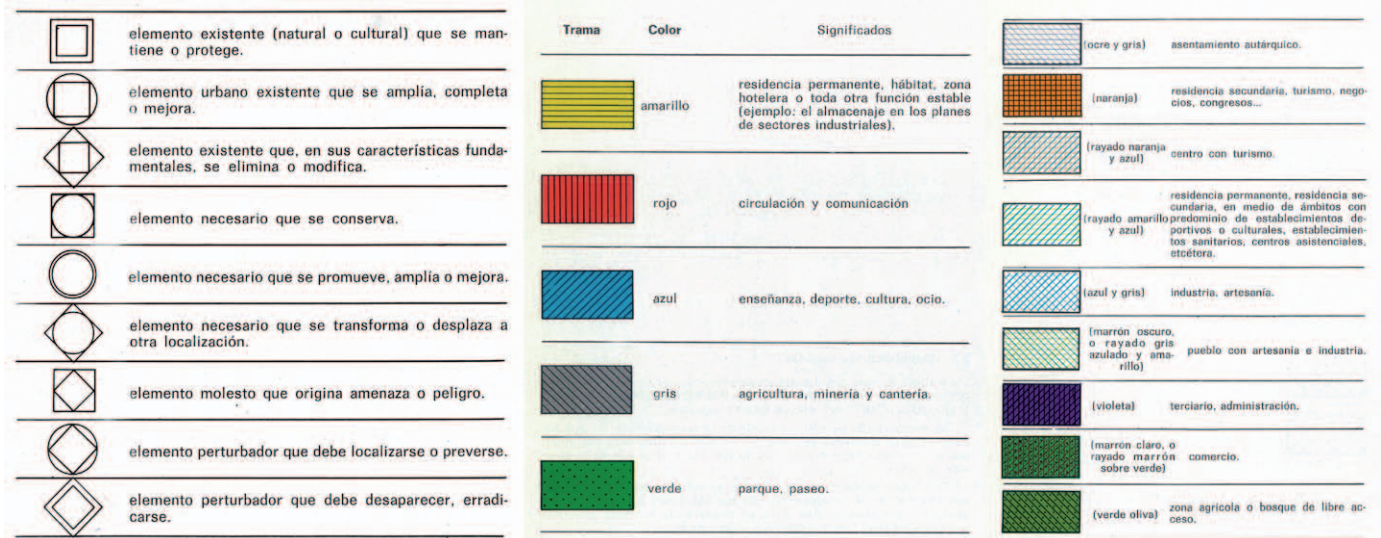 elemento existente (natural o cultural) que se man-
tiene o protege.
elemento urbano existente que se amplía, completa
o mejora.
elemento existente que, en sus características funda-
mentales, se elimina o modifica.
elemento necesario que se conserva.
elemento necesario que se promueve, amplía o mejora.
elemento necesario que se transforma o desplaza a
otra localización.
elemento molesto que origina amenaza o peligro.
elemento perturbador que debe localizarse o preverse.
elemento perturbador que debe desaparecer, erradi-
carse.
Trama Color Significados
amarillo
residencia permanente, hábitat, zona
hotelera o toda otra función estable
(ejemplo: el almacenaje en los planes
de sectores industriales).
rojo circulación y comunicación
azul enseñanza, deporte, cultura, ocio.
gris agricultura, minería y cantería.
verde parque, paseo.
(ocre y gris) asentamiento autárquico.
(naranja)
residencia secundaria, turismo, nego-
cios, congresos...
(rayado naranja
y azul)
centro con turismo.
(rayado amarillo
y azul)
residencia permanente, residencia se-
cundaria, en medio de ámbitos con
predominio de establecimientos de-
portivos o culturales, establecimien-
tos sanitarios, centros asistenciales,
etcétera.
(azul y gris) industria, artesanía.
(marrón oscuro,
o rayado gris
azulado y ama-
rillo)
pueblo con artesanía e industria.
(violeta) terciario, administración.
(marrón claro, o
rayado marrón
sobre verde)
comercio.
(verde oliva)
zona agrícola o bosque de libre ac-
ceso.